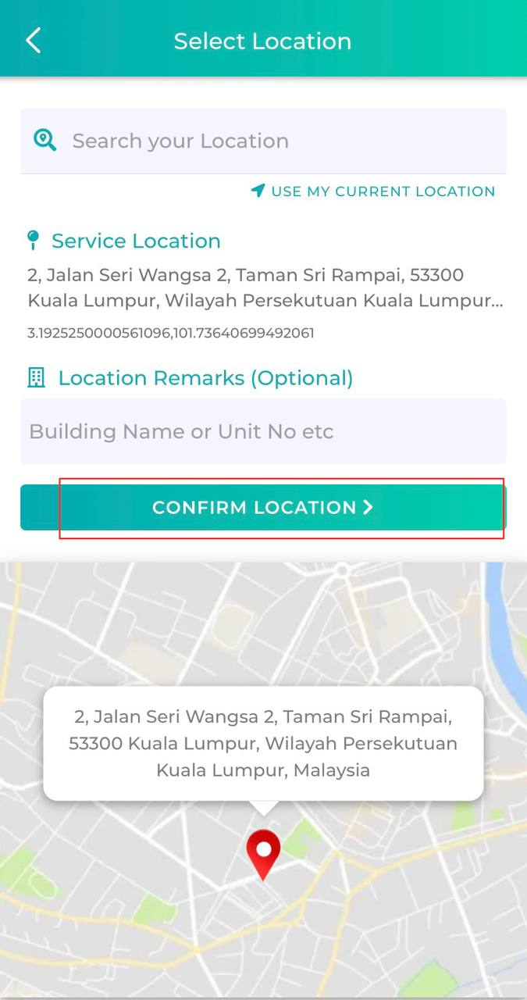 Select Location
Search your Location
USE MY CURRENT LOCATION
Service Location
2, Jalan Seri Wangsa 2, Taman Sri Rampai, 53300
Kuala Lumpur, Wilayah Persekutuan Kuala Lumpur...
3.1925250000561096,101.73640699492061
Location Remarks (Optional)
Building Name or Unit No etc
CONFIRM LOCATION
2, Jalan Seri Wangsa 2, Taman Sri Rampai,
53300 Kuala Lumpur, Wilayah Persekutuan
Kuala Lumpur, Malaysia